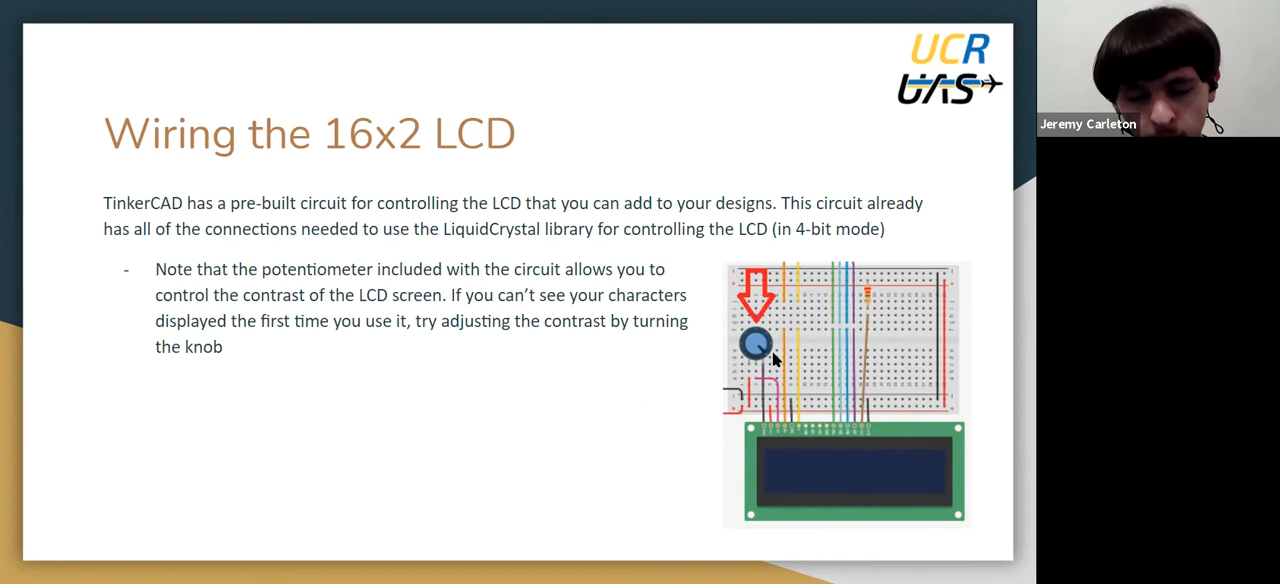 UCR
UAS
Wiring the 16x2 LCD
TinkerCAD has a pre-built circuit for controlling the LCD that you can add to your designs. This circuit already
has all of the connections needed to use the LiquidCrystal library for controlling the LCD (in 4-bit mode)
- Note that the potentiometer included with the circuit allows you to
control the contrast of the LCD screen. If you can’t see your characters
displayed the first time you use it, try adjusting the contrast by turning
the knob
Jeremy Carleton